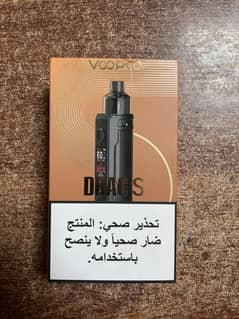 VOOPOO
DRAG S
تحذير صحي: المنتج
ضار صحياً ولا ينصح
باستخدامه.